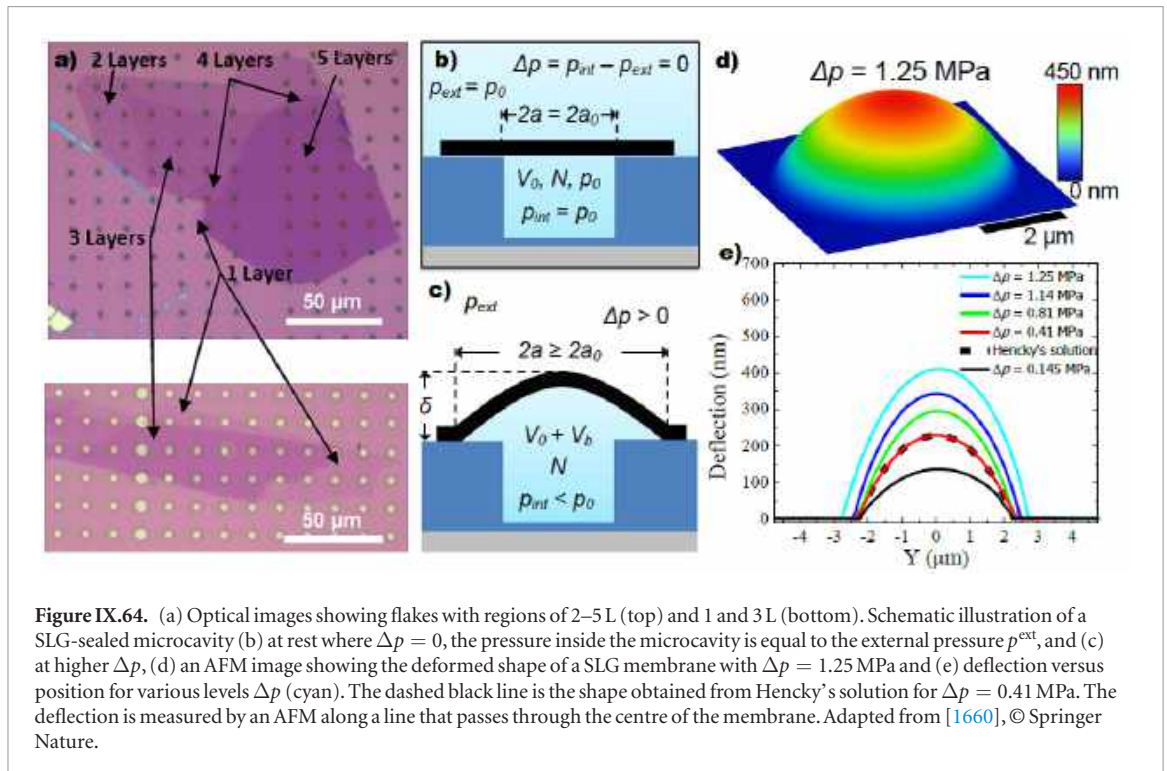 a)
2 Layers
4 Layers
5 Layers
3 Layers
1 Layer
50 μm
50 μm
b)
Δp = p_int – p_ext = 0
p_ext = p_0
2a = 2a_0
V_0, N, p_0
p_int = p_0
c)
p_ext
Δp > 0
2a ≥ 2a_0
δ
V_0 + V_b
N
p_int < p_0
d)
Δp = 1.25 MPa
450 nm
0 nm
2 μm
e)
700
600
500
400
300
200
100
0
Deflection (nm)
-4 -2 -1 0 1 2 4
Y (μm)
Δp = 1.25 MPa
Δp = 1.14 MPa
Δp = 0.81 MPa
Δp = 0.41 MPa
Hencky's solution
Δp = 0.145 MPa
Figure IX.64. (a) Optical images showing flakes with regions of 2–5 L (top) and 1 and 3 L (bottom). Schematic illustration of a
SLG-sealed microcavity (b) at rest where Δp = 0, the pressure inside the microcavity is equal to the external pressure p^ext, and (c)
at higher Δp, (d) an AFM image showing the deformed shape of a SLG membrane with Δp = 1.25 MPa and (e) deflection versus
position for various levels Δp (cyan). The dashed black line is the shape obtained from Hencky's solution for Δp = 0.41 MPa. The
deflection is measured by an AFM along a line that passes through the centre of the membrane. Adapted from [1660], © Springer
Nature.